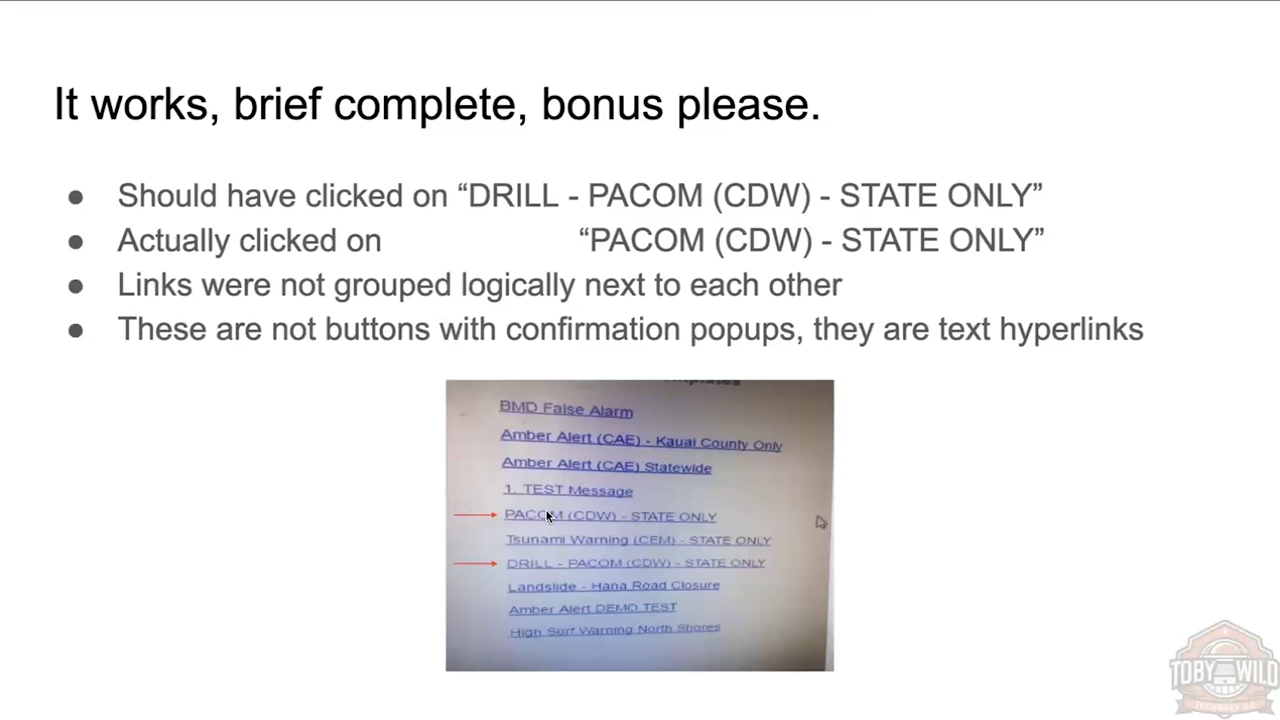 It works, brief complete, bonus please.
● Should have clicked on “DRILL - PACOM (CDW) - STATE ONLY”
● Actually clicked on “PACOM (CDW) - STATE ONLY”
● Links were not grouped logically next to each other
● These are not buttons with confirmation popups, they are text hyperlinks
BMD False Alarm
Amber Alert (CAE) - Kauai County Only
Amber Alert (CAE) Statewide
1. TEST Message
PACOM (CDW) - STATE ONLY
Tsunami Warning (CEM) - STATE ONLY
DRILL - PACOM (CDW) - STATE ONLY
Landslide - Hana Road Closure
Amber Alert DEMO TEST
High Surf Warning North Shores
TOBY WILD